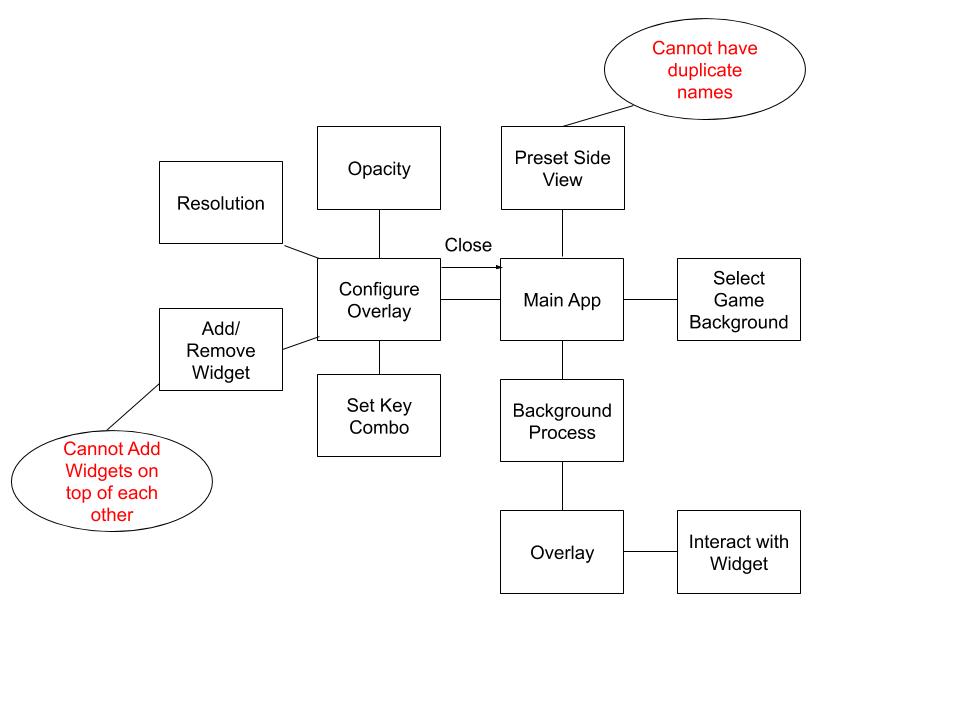 Cannot have
duplicate
names
Opacity
Preset Side
View
Resolution
Close
Configure
Overlay
Main App
Select
Game
Background
Add/
Remove
Widget
Set Key
Combo
Background
Process
Cannot Add
Widgets on
top of each
other
Overlay
Interact with
Widget